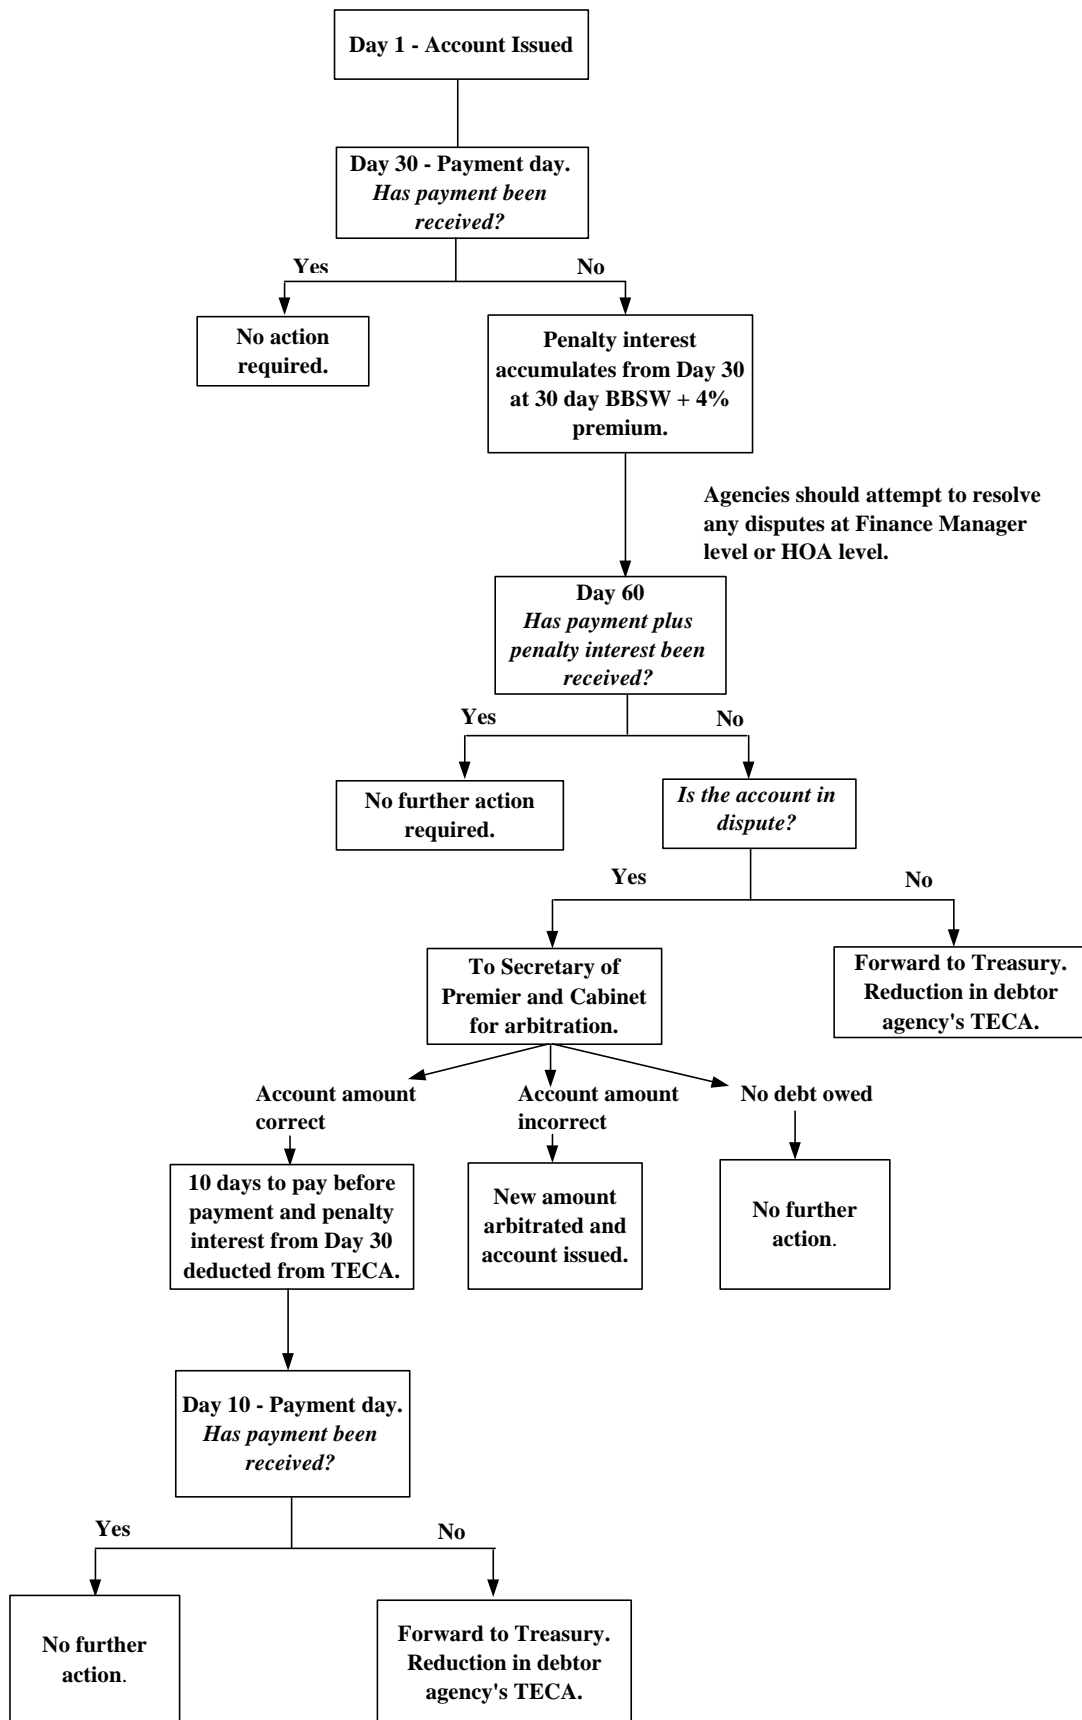 Day 1 - Account Issued
Day 30 - Payment day.
Has payment been
received?
Yes
No
No action
required.
Penalty interest
accumulates from Day 30
at 30 day BBSW + 4%
premium.
Agencies should attempt to resolve
any disputes at Finance Manager
level or HOA level.
Day 60
Has payment plus
penalty interest been
received?
Yes
No
No further action
required.
Is the account in
dispute?
Yes
No
To Secretary of
Premier and Cabinet
for arbitration.
Forward to Treasury.
Reduction in debtor
agency's TECA.
Account amount
correct
Account amount
incorrect
No debt owed
10 days to pay before
payment and penalty
interest from Day 30
deducted from TECA.
New amount
arbitrated and
account issued.
No further
action.
Day 10 - Payment day.
Has payment been
received?
Yes
No
No further
action.
Forward to Treasury.
Reduction in debtor
agency's TECA.